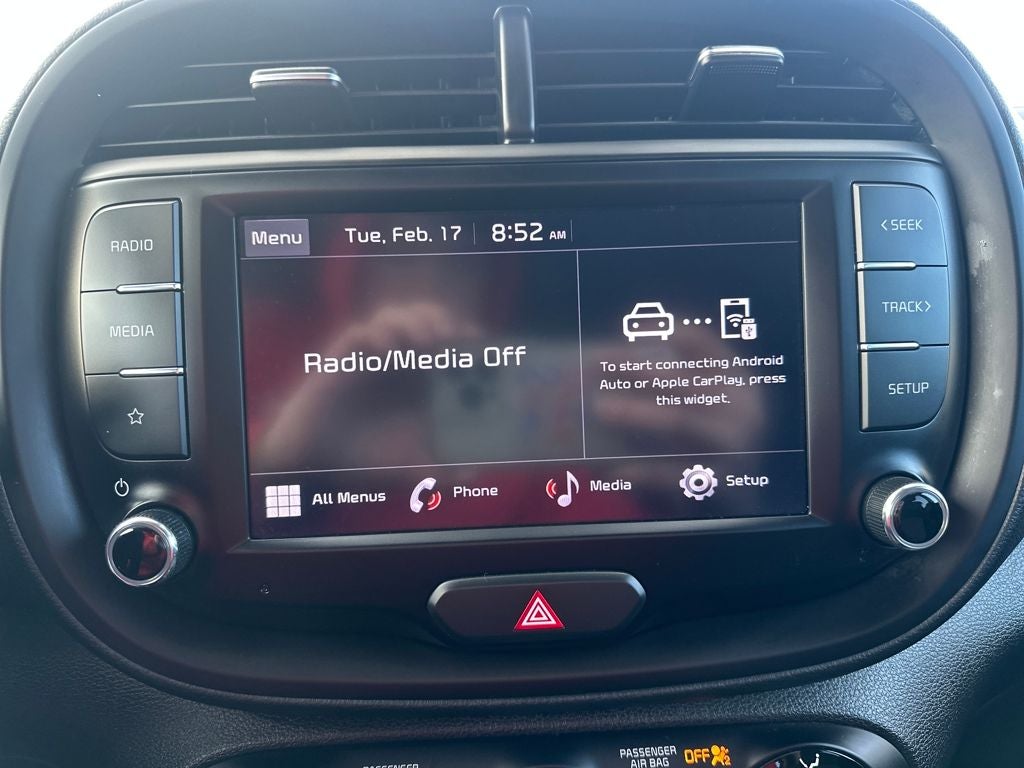 RADIO
MEDIA
Menu Tue, Feb. 17 8:52 AM
Radio/Media Off
To start connecting Android
Auto or Apple CarPlay, press
this widget.
All Menus Phone Media Setup
< SEEK
TRACK >
SETUP
PASSENGER
PASSENGER
AIR BAG
OFF